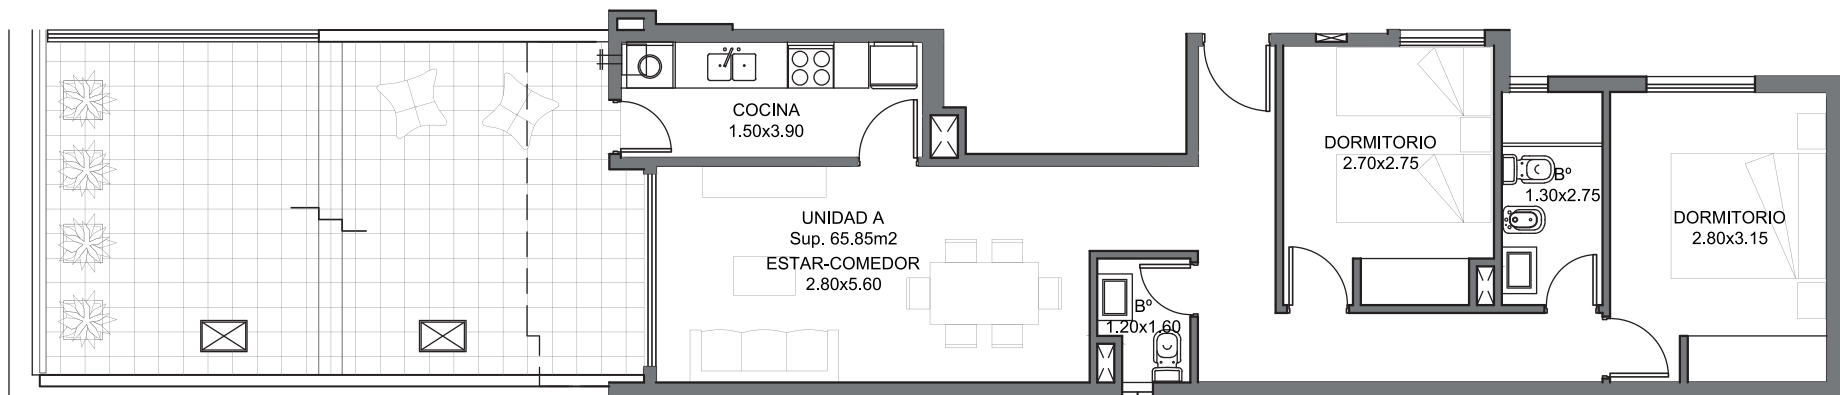 COCINA
1.50x3.90
UNIDAD A
Sup. 65.85m2
ESTAR-COMEDOR
2.80x5.60
Bº
1.20x1.60
DORMITORIO
2.70x2.75
Bº
1.30x2.75
DORMITORIO
2.80x3.15